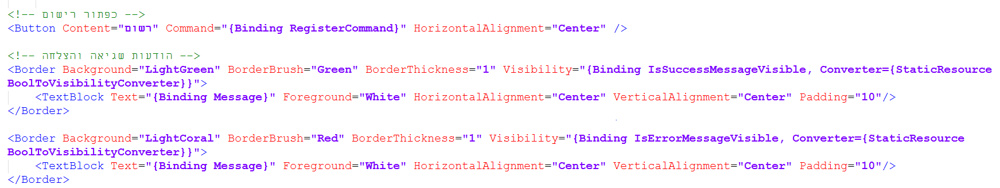 <!-- כפתור רישום -->
<Button Content="רשום" Command="{Binding RegisterCommand}" HorizontalAlignment="Center" />
<!-- הודעות שגיאה והצלחה -->
<Border Background="LightGreen" BorderBrush="Green" BorderThickness="1" Visibility="{Binding IsSuccessMessageVisible, Converter={StaticResource
BoolToVisibilityConverter}}">
<TextBlock Text="{Binding Message}" Foreground="White" HorizontalAlignment="Center" VerticalAlignment="Center" Padding="10"/>
</Border>
<Border Background="LightCoral" BorderBrush="Red" BorderThickness="1" Visibility="{Binding IsErrorMessageVisible, Converter={StaticResource
BoolToVisibilityConverter}}">
<TextBlock Text="{Binding Message}" Foreground="White" HorizontalAlignment="Center" VerticalAlignment="Center" Padding="10"/>
</Border>